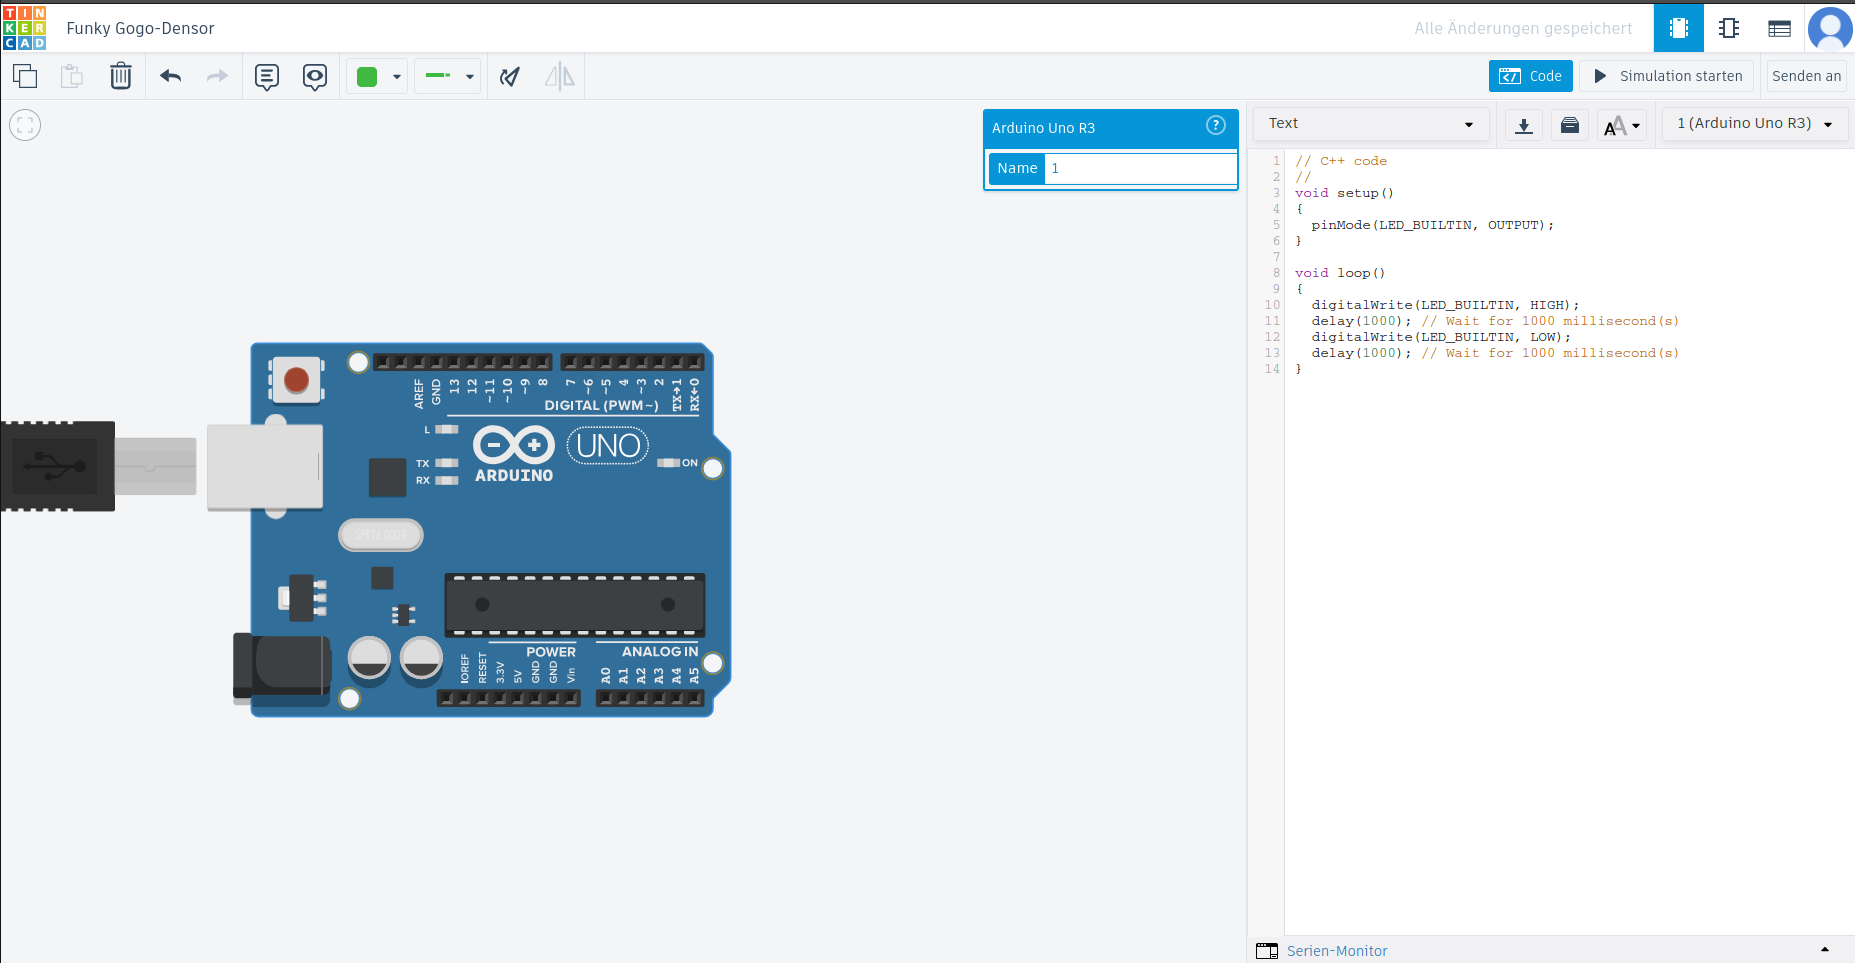 TIN
KER
CAD
Funky Gogo-Densor
Alle Änderungen gespeichert
Code
Simulation starten
Senden an
Arduino Uno R3
?
Name
1
Text
AA
1 (Arduino Uno R3)
1 // C++ code
2 //
3 void setup()
4 {
5 pinMode(LED_BUILTIN, OUTPUT);
6 }
7
8 void loop()
9 {
10 digitalWrite(LED_BUILTIN, HIGH);
11 delay(1000); // Wait for 1000 millisecond(s)
12 digitalWrite(LED_BUILTIN, LOW);
13 delay(1000); // Wait for 1000 millisecond(s)
14 }
AREF GND 13 12 ~11 ~10 ~9 8 7 ~6 ~5 4 ~3 2 TX→1 RX←0
DIGITAL (PWM~)
L
UNO
TX
RX
ARDUINO
ON
SPK16.000G
POWER
ANALOG IN
IOREF RESET 3.3V 5V GND GND Vin A0 A1 A2 A3 A4 A5
Serien-Monitor